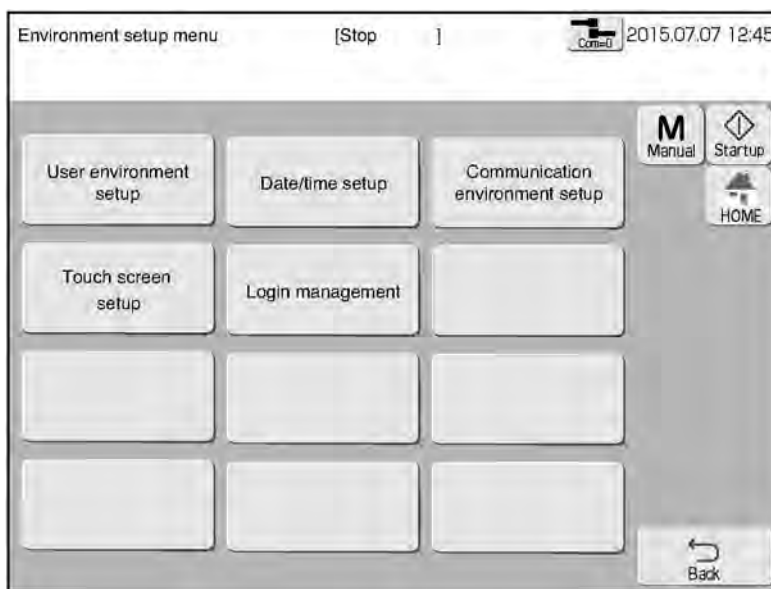 Environment setup menu [Stop ] Com=0 2015.07.07 12:45
M
Manual
Startup
HOME
User environment
setup
Date/time setup
Communication
environment setup
Touch screen
setup
Login management
Back